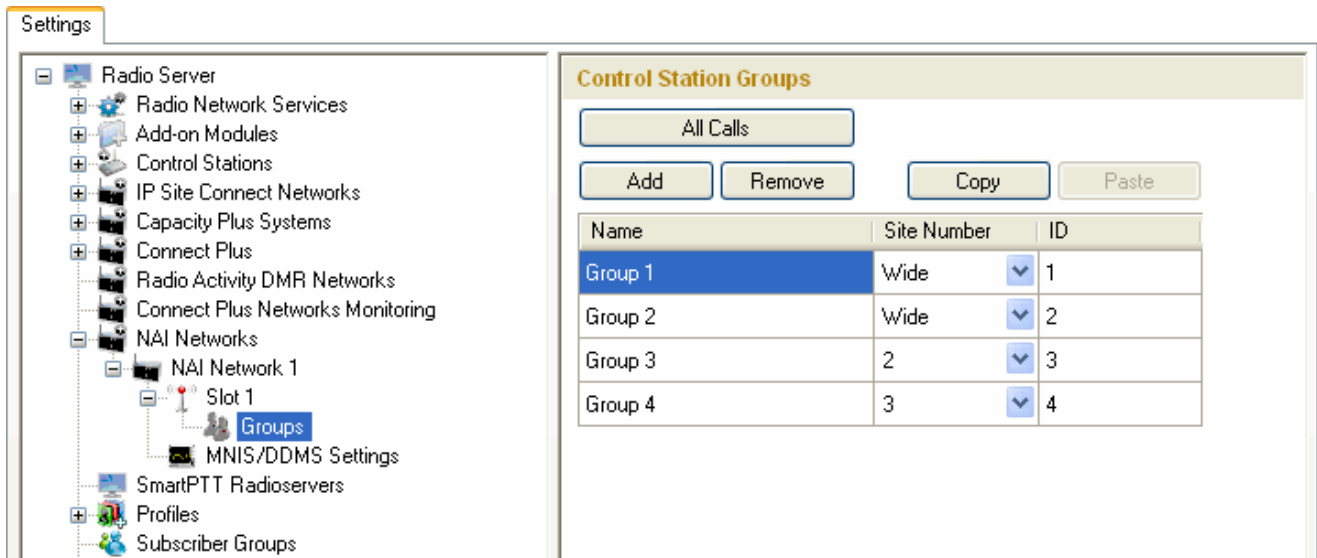 Settings
Radio Server
Radio Network Services
Add-on Modules
Control Stations
IP Site Connect Networks
Capacity Plus Systems
Connect Plus
Radio Activity DMR Networks
Connect Plus Networks Monitoring
NAI Networks
NAI Network 1
Slot 1
Groups
MNIS/DDMS Settings
SmartPTT Radioservers
Profiles
Subscriber Groups
Control Station Groups
All Calls
Add Remove Copy Paste
Name Site Number ID
Group 1 Wide 1
Group 2 Wide 2
Group 3 2 3
Group 4 3 4